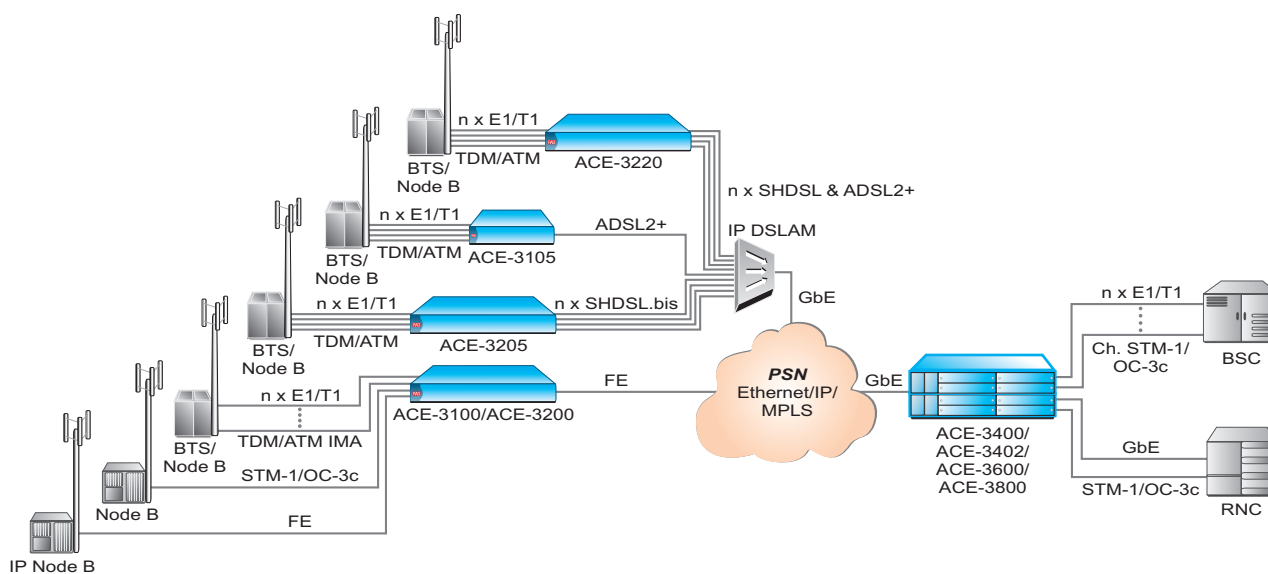 n x E1/T1
TDM/ATM
ACE-3220
BTS/
Node B
n x SHDSL & ADSL2+
n x E1/T1
TDM/ATM
ACE-3105
ADSL2+
BTS/
Node B
IP DSLAM
GbE
n x E1/T1
TDM/ATM
ACE-3205
n x SHDSL.bis
BTS/
Node B
n x E1/T1
TDM/ATM IMA
ACE-3100/ACE-3200
FE
BTS/
Node B
STM-1/OC-3c
Node B
FE
IP Node B
PSN
Ethernet/IP/
MPLS
GbE
ACE-3400/
ACE-3402/
ACE-3600/
ACE-3800
n x E1/T1
Ch. STM-1/
OC-3c
BSC
GbE
STM-1/OC-3c
RNC